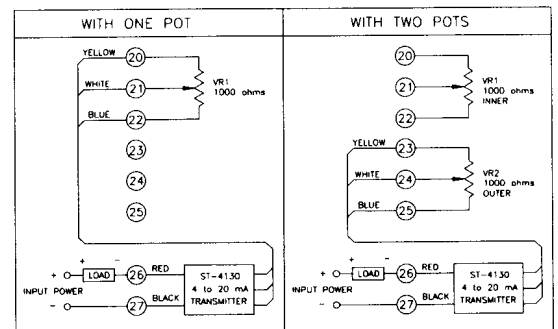 WITH ONE POT
YELLOW
20
WHITE
21
VR1
1000 ohms
BLUE
22
23
24
25
+ -
+ LOAD 26 RED
INPUT POWER
- 27 BLACK
ST-4130
4 to 20 mA
TRANSMITTER
WITH TWO POTS
20
21
VR1
1000 ohms
INNER
22
YELLOW
23
WHITE
24
VR2
1000 ohms
OUTER
BLUE
25
+ -
+ LOAD 26 RED
INPUT POWER
- 27 BLACK
ST-4130
4 to 20 mA
TRANSMITTER